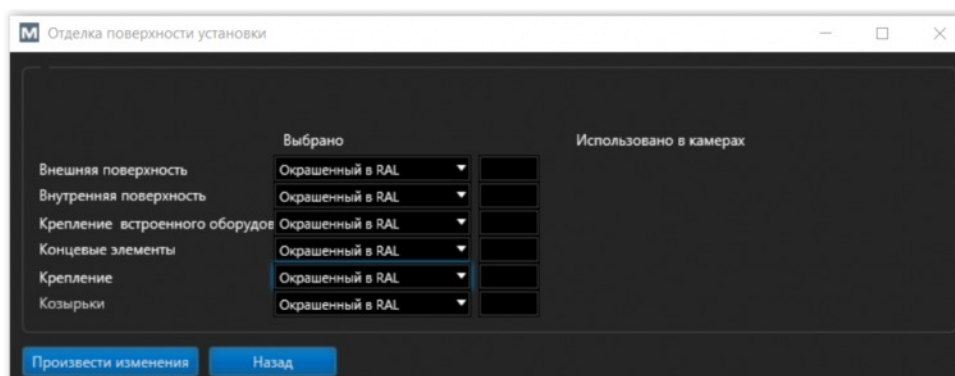 M Отделка поверхности установки
Выбрано Использовано в камерах
Внешняя поверхность Окрашенный в RAL
Внутренняя поверхность Окрашенный в RAL
Крепление встроенного оборудов Окрашенный в RAL
Концевые элементы Окрашенный в RAL
Крепление Окрашенный в RAL
Козырьки Окрашенный в RAL
Произвести изменения Назад